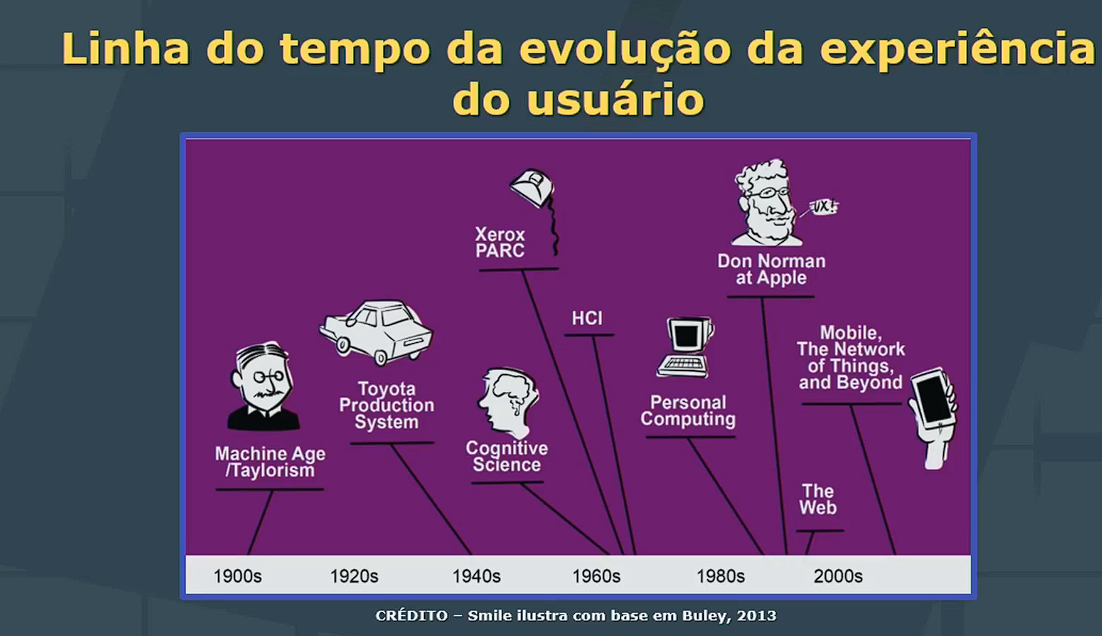 Linha do tempo da evolução da experiência
do usuário
Xerox
PARC
UX!
Don Norman
at Apple
HCI
Mobile,
The Network
of Things,
and Beyond
Toyota
Production
System
Personal
Computing
Machine Age
/Taylorism
Cognitive
Science
The
Web
1900s
1920s
1940s
1960s
1980s
2000s
CRÉDITO – Smile ilustra com base em Buley, 2013